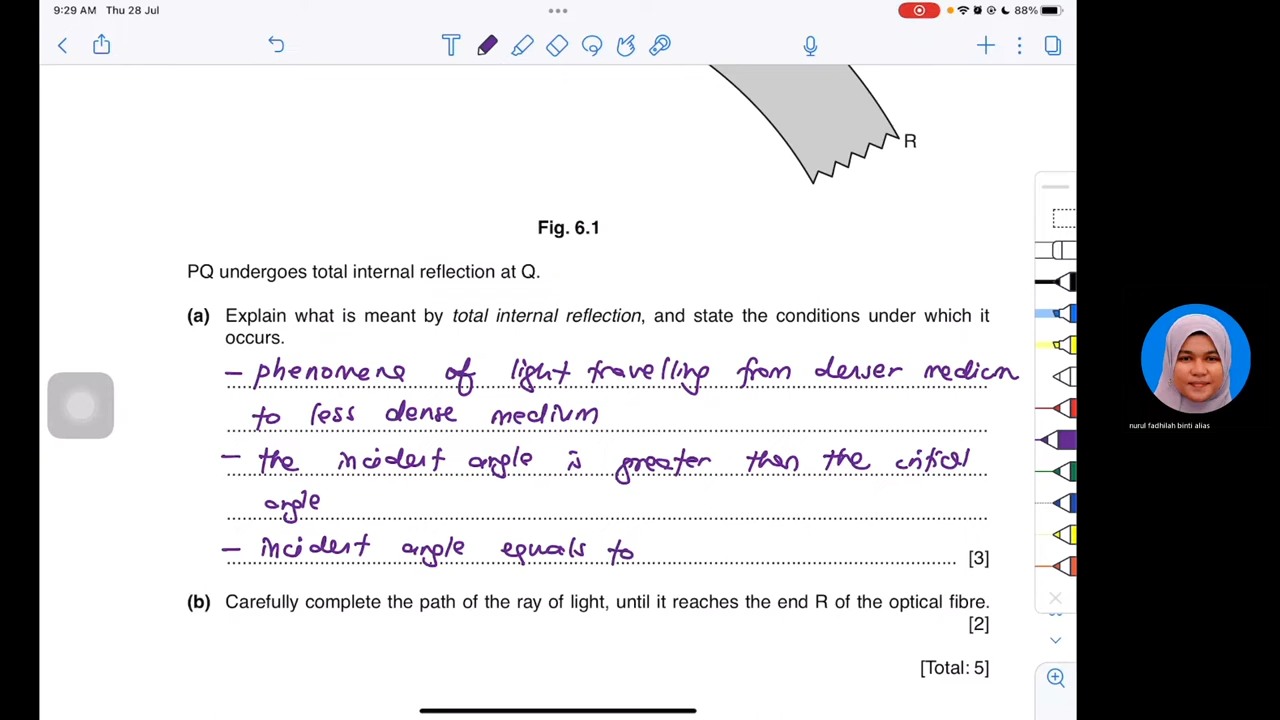 9:29 AM Thu 28 Jul
88%
R
Fig. 6.1
PQ undergoes total internal reflection at Q.
(a) Explain what is meant by total internal reflection, and state the conditions under which it
occurs.
– phenomena of light travelling from denser medium
to less dense medium
– the incident angle is greater than the critical
angle
– incident angle equals to
[3]
(b) Carefully complete the path of the ray of light, until it reaches the end R of the optical fibre.
[2]
[Total: 5]
nurul fadhilah binti alias